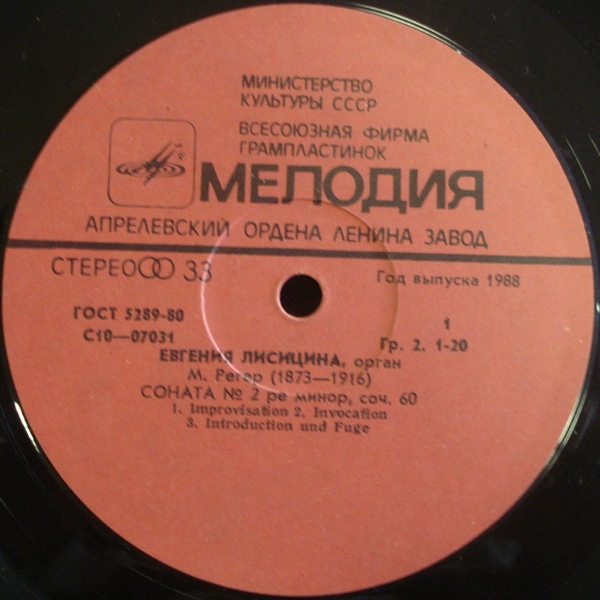 МИНИСТЕРСТВО
КУЛЬТУРЫ СССР
ВСЕСОЮЗНАЯ ФИРМА
ГРАМПЛАСТИНОК
МЕЛОДИЯ
АПРЕЛЕВСКИЙ ОРДЕНА ЛЕНИНА ЗАВОД
СТЕРЕО 33
Год выпуска 1988
ГОСТ 5289-80
С10—07031
1
Гр. 2. 1-20
ЕВГЕНИЯ ЛИСИЦИНА, орган
М. Регер (1873—1916)
СОНАТА № 2 ре минор, соч. 60
1. Improvisation 2. Invocation
3. Introduction und Fuge